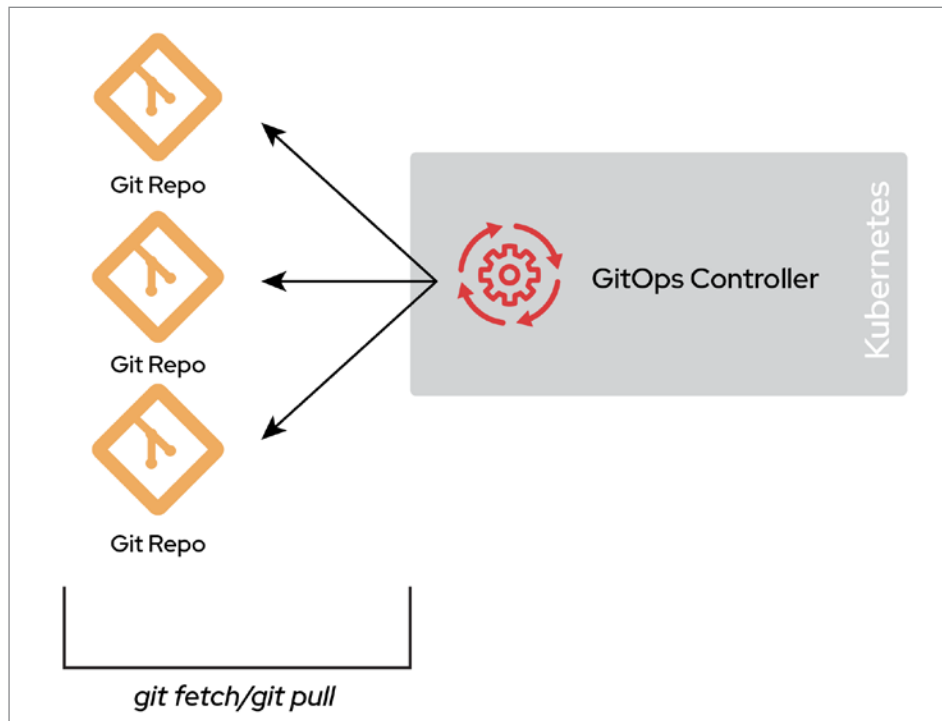 Git Repo
Git Repo
Git Repo
GitOps Controller
Kubernetes
git fetch/git pull